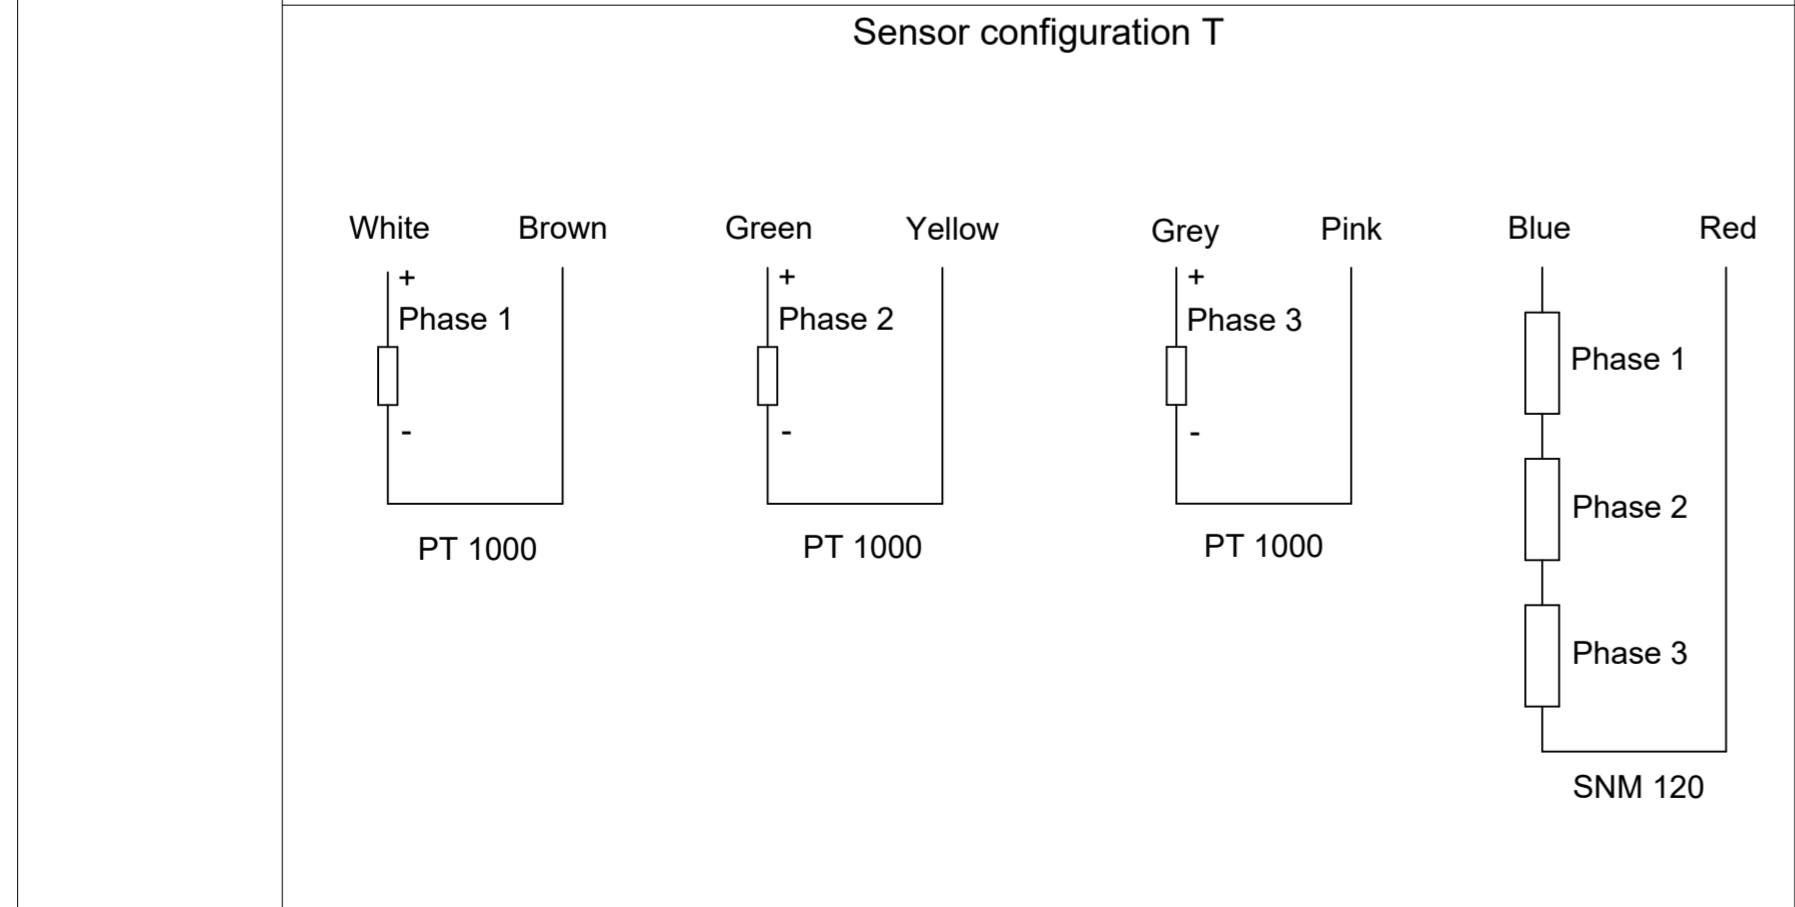 Sensor configuration T
White Brown Green Yellow Grey Pink Blue Red
+ + +
Phase 1 Phase 2 Phase 3
Phase 1
- - -
Phase 2
PT 1000 PT 1000 PT 1000
Phase 3
SNM 120